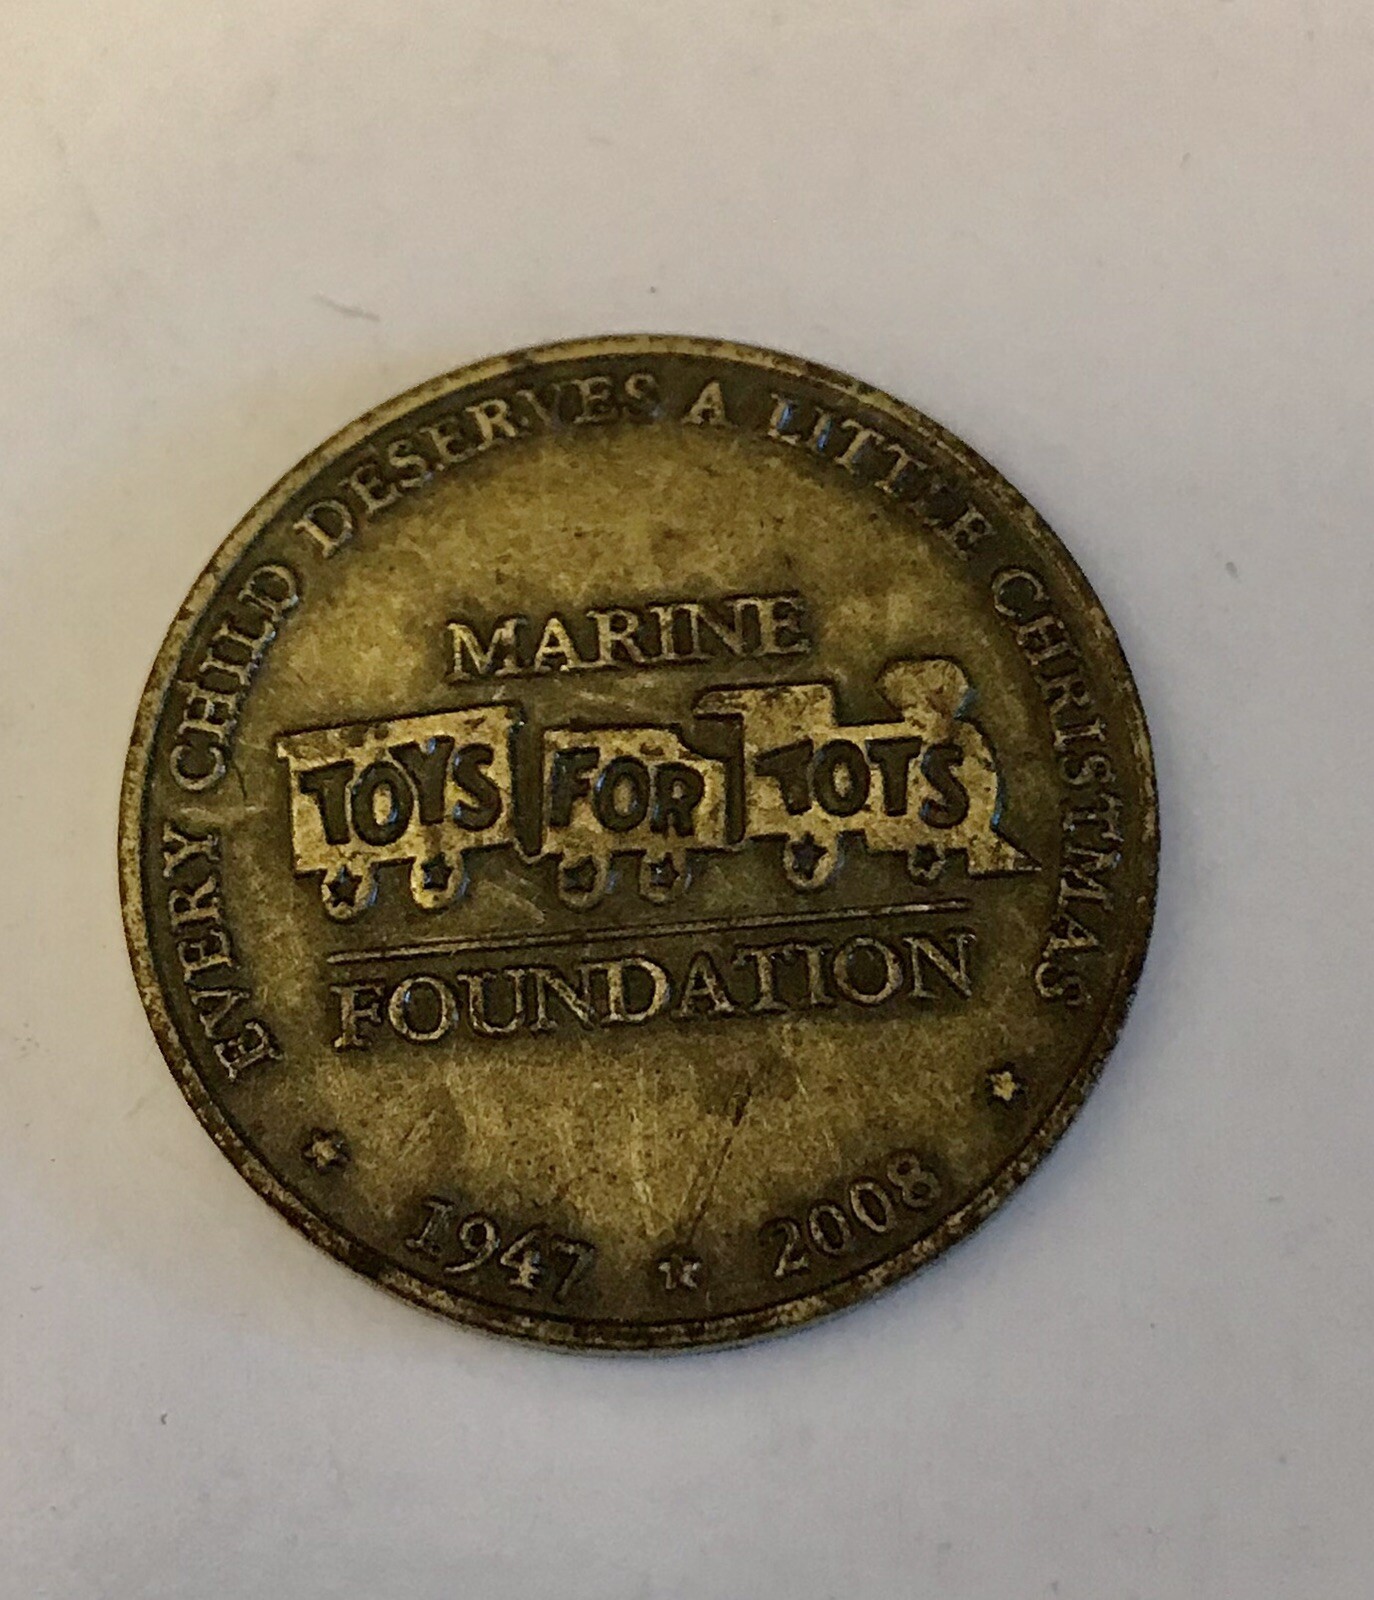 EVERY CHILD DESERVES A LITTLE CHRISTMAS
MARINE
TOYS FOR TOTS
FOUNDATION
1947 2008